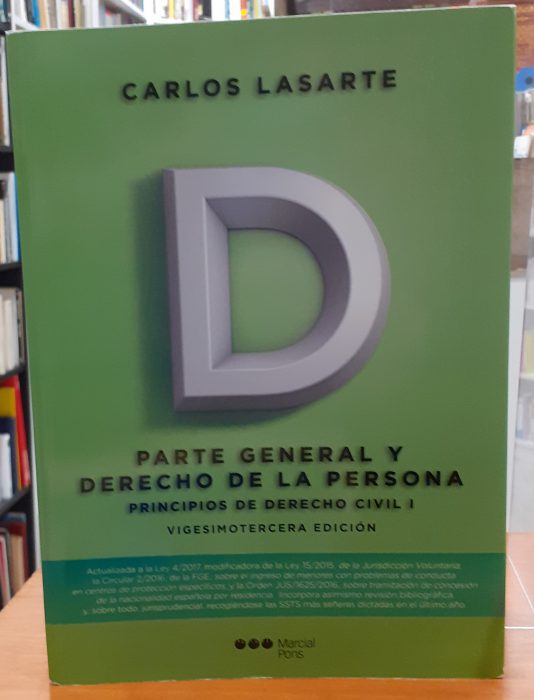 CARLOS LASARTE
D
PARTE GENERAL Y
DERECHO DE LA PERSONA
PRINCIPIOS DE DERECHO CIVIL I
VIGESIMOTERCERA EDICIÓN
Actualizada a la Ley 4/2017, modificadora de la Ley 15/2015, de la Jurisdicción Voluntaria,
la Circular 2/2016, de la FGE, sobre el ingreso de menores con problemas de conducta
en centros de protección específicos, y la Orden JUS/1625/2016, sobre tramitación de concesión
de la nacionalidad española por residencia. Incorpora asimismo revisión bibliográfica
y, sobre todo, jurisprudencial, recogiéndose las SSTS más señeras dictadas en el último año.
Marcial
Pons